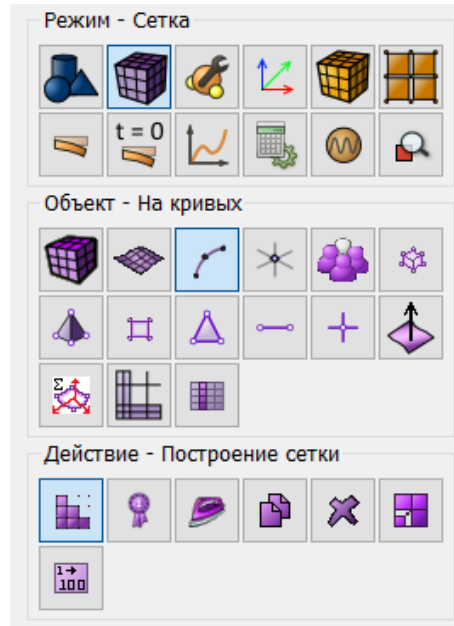 Режим - Сетка
t = 0
Объект - На кривых
Σ
Действие - Построение сетки
1→
100